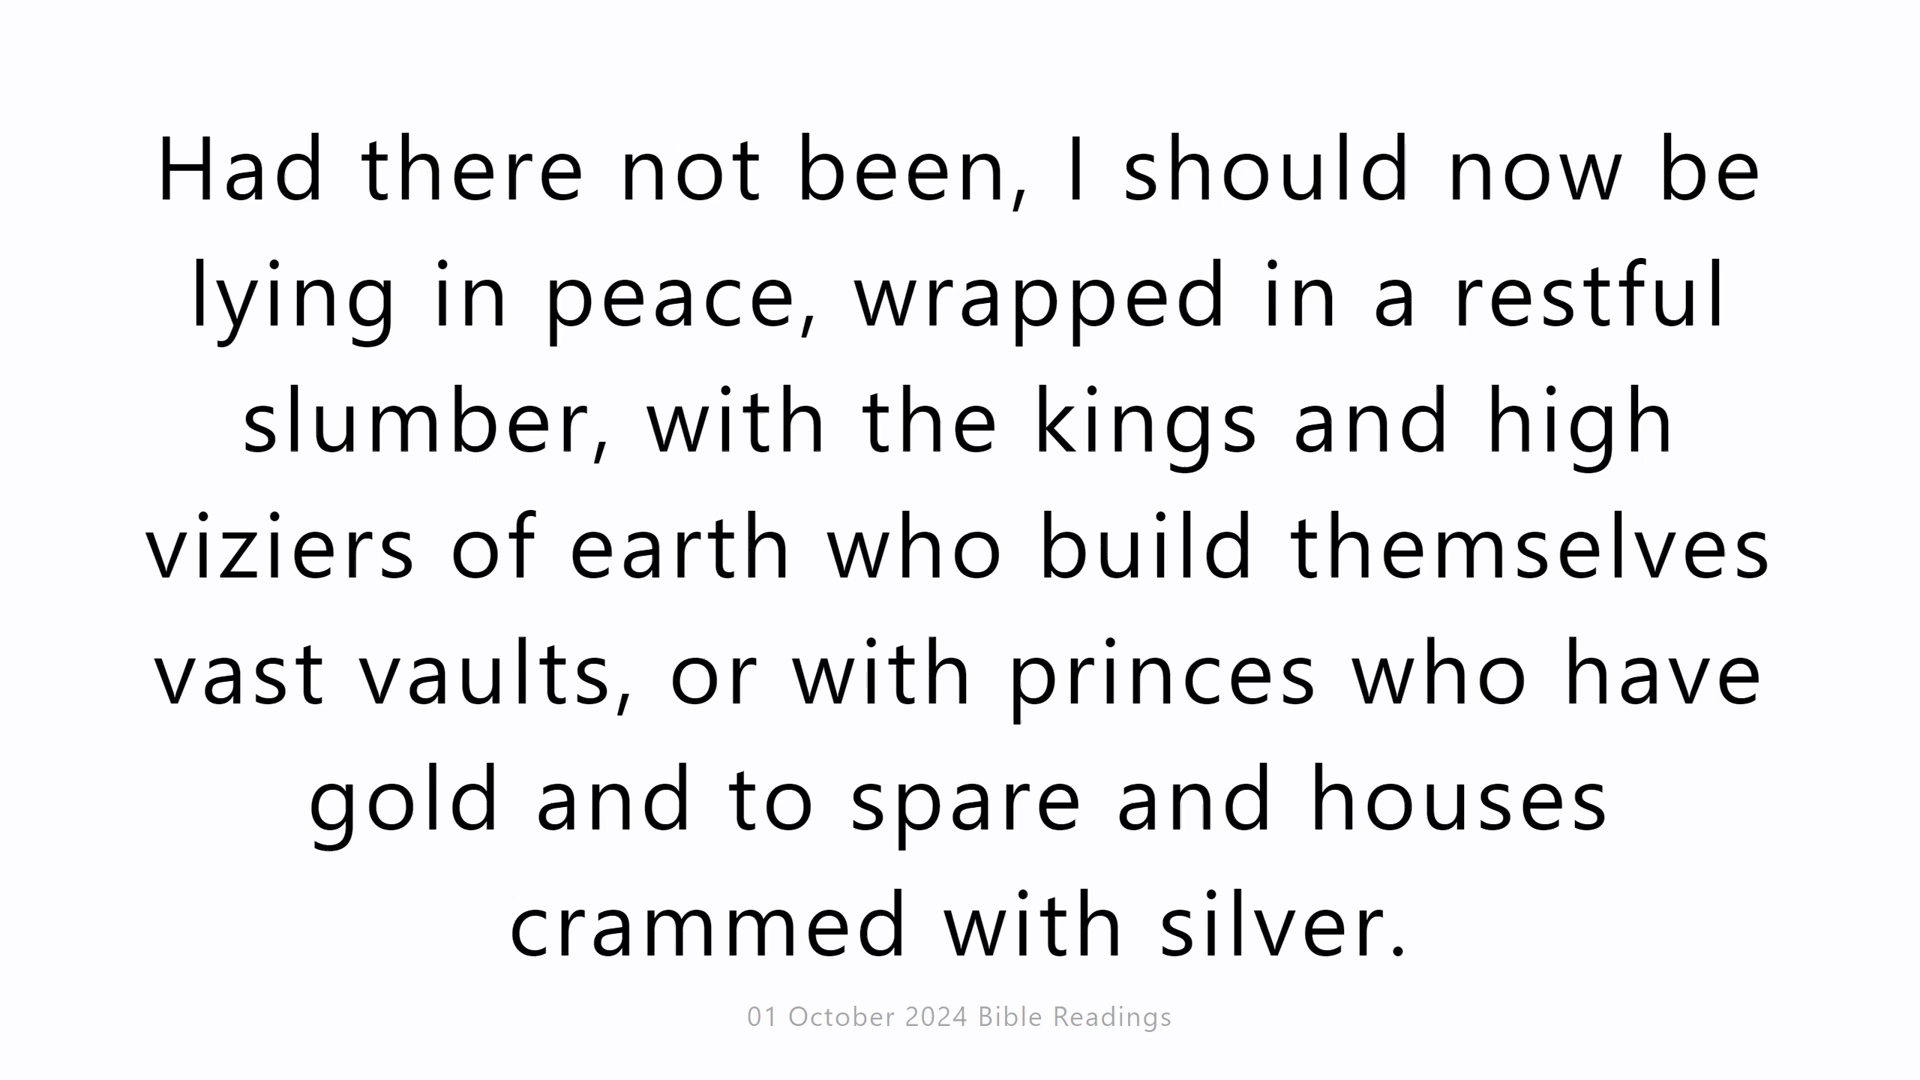 Had there not been, I should now be
lying in peace, wrapped in a restful
slumber, with the kings and high
viziers of earth who build themselves
vast vaults, or with princes who have
gold and to spare and houses
crammed with silver.
01 October 2024 Bible Readings